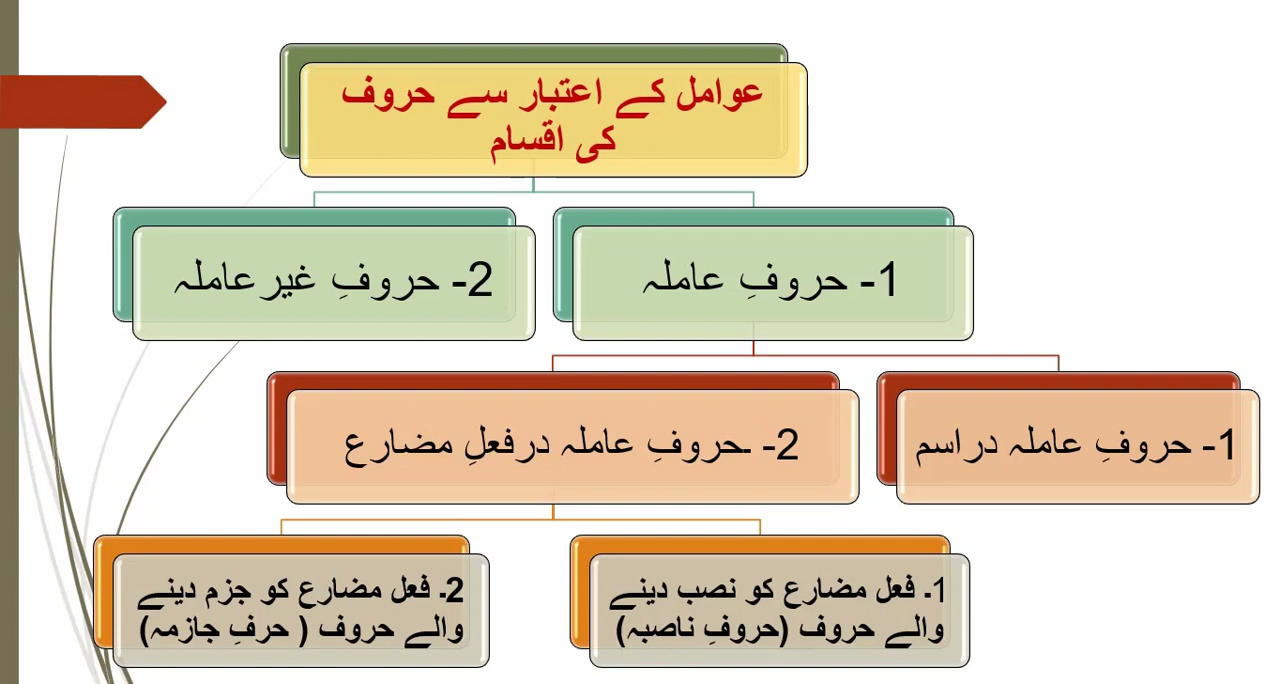 عوامل کے اعتبار سے حروف
کی اقسام
1- حروفِ عاملہ
2- حروفِ غیرعاملہ
1- حروفِ عاملہ دراسم
2- ـحروفِ عاملہ درفعلِ مضارع
1۔ فعل مضارع کو نصب دینے
والے حروف (حروفِ ناصبہ)
2۔ فعل مضارع کو جزم دینے
والے حروف ( حرفِ جازمہ)